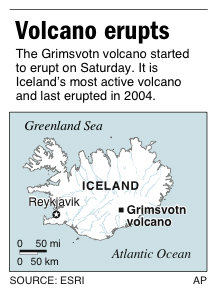 Volcano erupts
The Grimsvotn volcano started
to erupt on Saturday. It is
Iceland's most active volcano
and last erupted in 2004.
Greenland Sea
ICELAND
Reykjavik
Grimsvotn
volcano
0 50 mi
0 50 km
Atlantic Ocean
SOURCE: ESRI AP